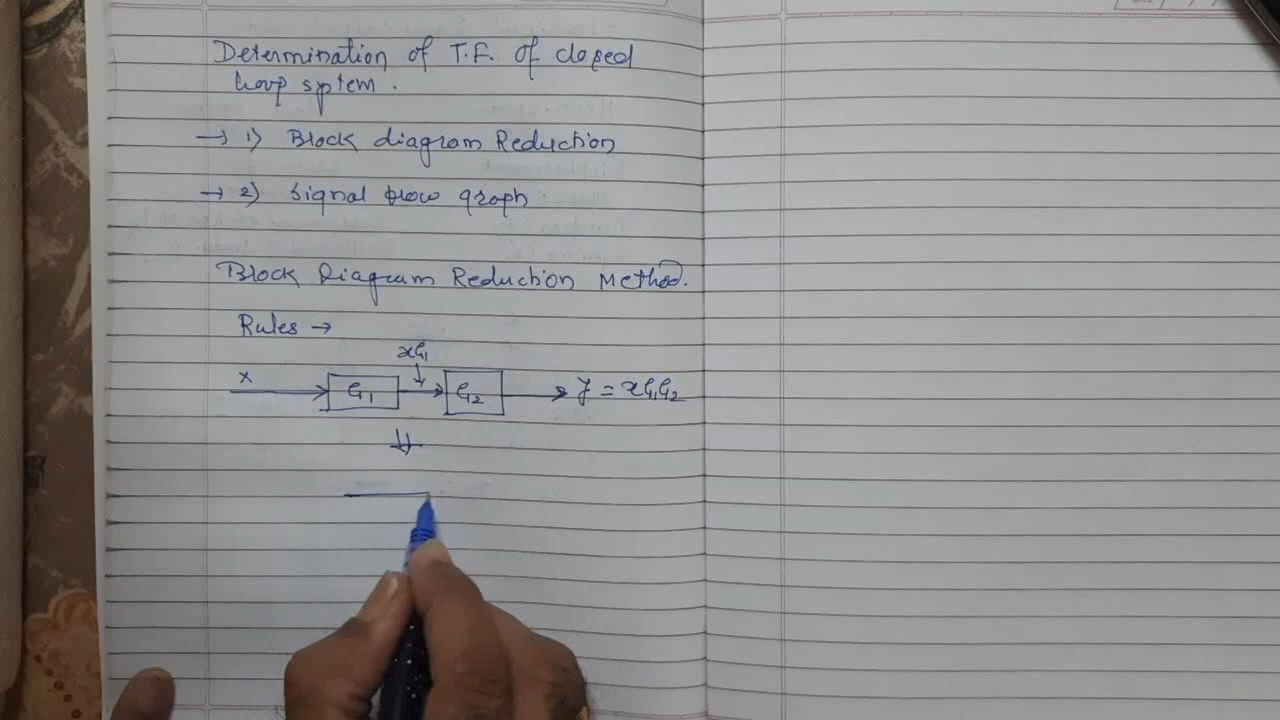 Determination of T.F. of closed
loop system.
→ 1) Block diagram Reduction
→ 2) Signal flow graph
Block Diagram Reduction Method.
Rules →
xG₁
x G₁ G₂ y = xG₁G₂